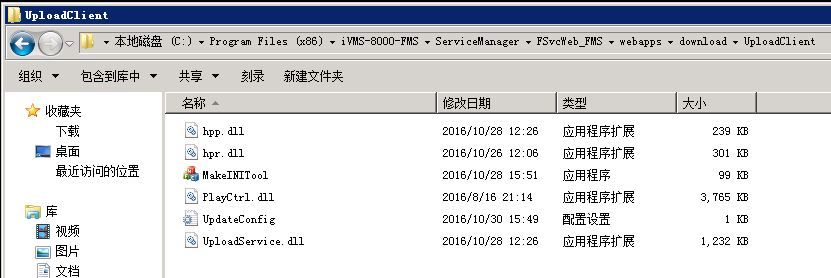 UploadClient
本地磁盘 (C:) Program Files (x86) iVMS-8000-FMS ServiceManager FSvcWeb_FMS webapps download UploadClient
组织 包含到库中 共享 刻录 新建文件夹
收藏夹
下载
桌面
最近访问的位置
库
视频
图片
文档
名称 修改日期 类型 大小
hpp.dll 2016/10/28 12:26 应用程序扩展 239 KB
hpr.dll 2016/10/26 12:06 应用程序扩展 301 KB
MakeINITool 2016/10/28 15:51 应用程序 99 KB
PlayCtrl.dll 2016/8/16 21:14 应用程序扩展 3,765 KB
UpdateConfig 2016/10/30 15:49 配置设置 1 KB
UploadService.dll 2016/10/28 12:26 应用程序扩展 1,232 KB